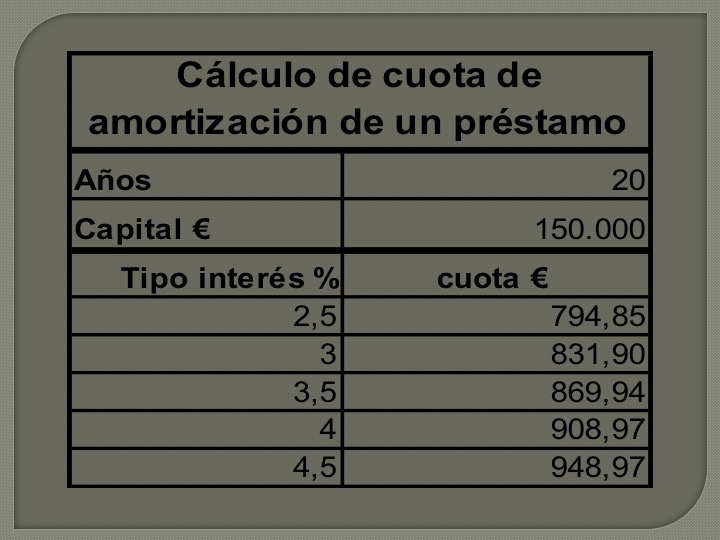 Cálculo de cuota de
amortización de un préstamo
Años 20
Capital € 150.000
Tipo interés % cuota €
2,5 794,85
3 831,90
3,5 869,94
4 908,97
4,5 948,97